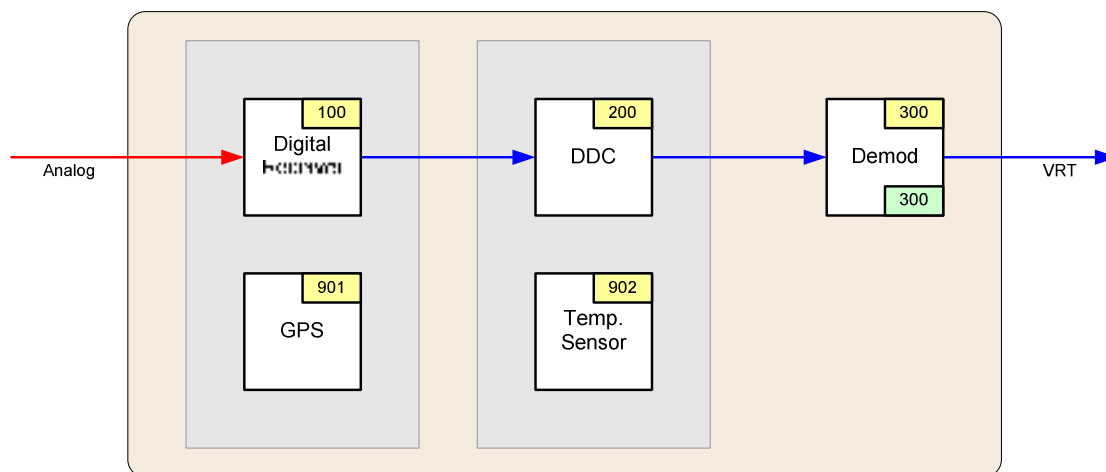 100
Digital
200
DDC
300
Demod
300
Analog
VRT
901
GPS
902
Temp.
Sensor